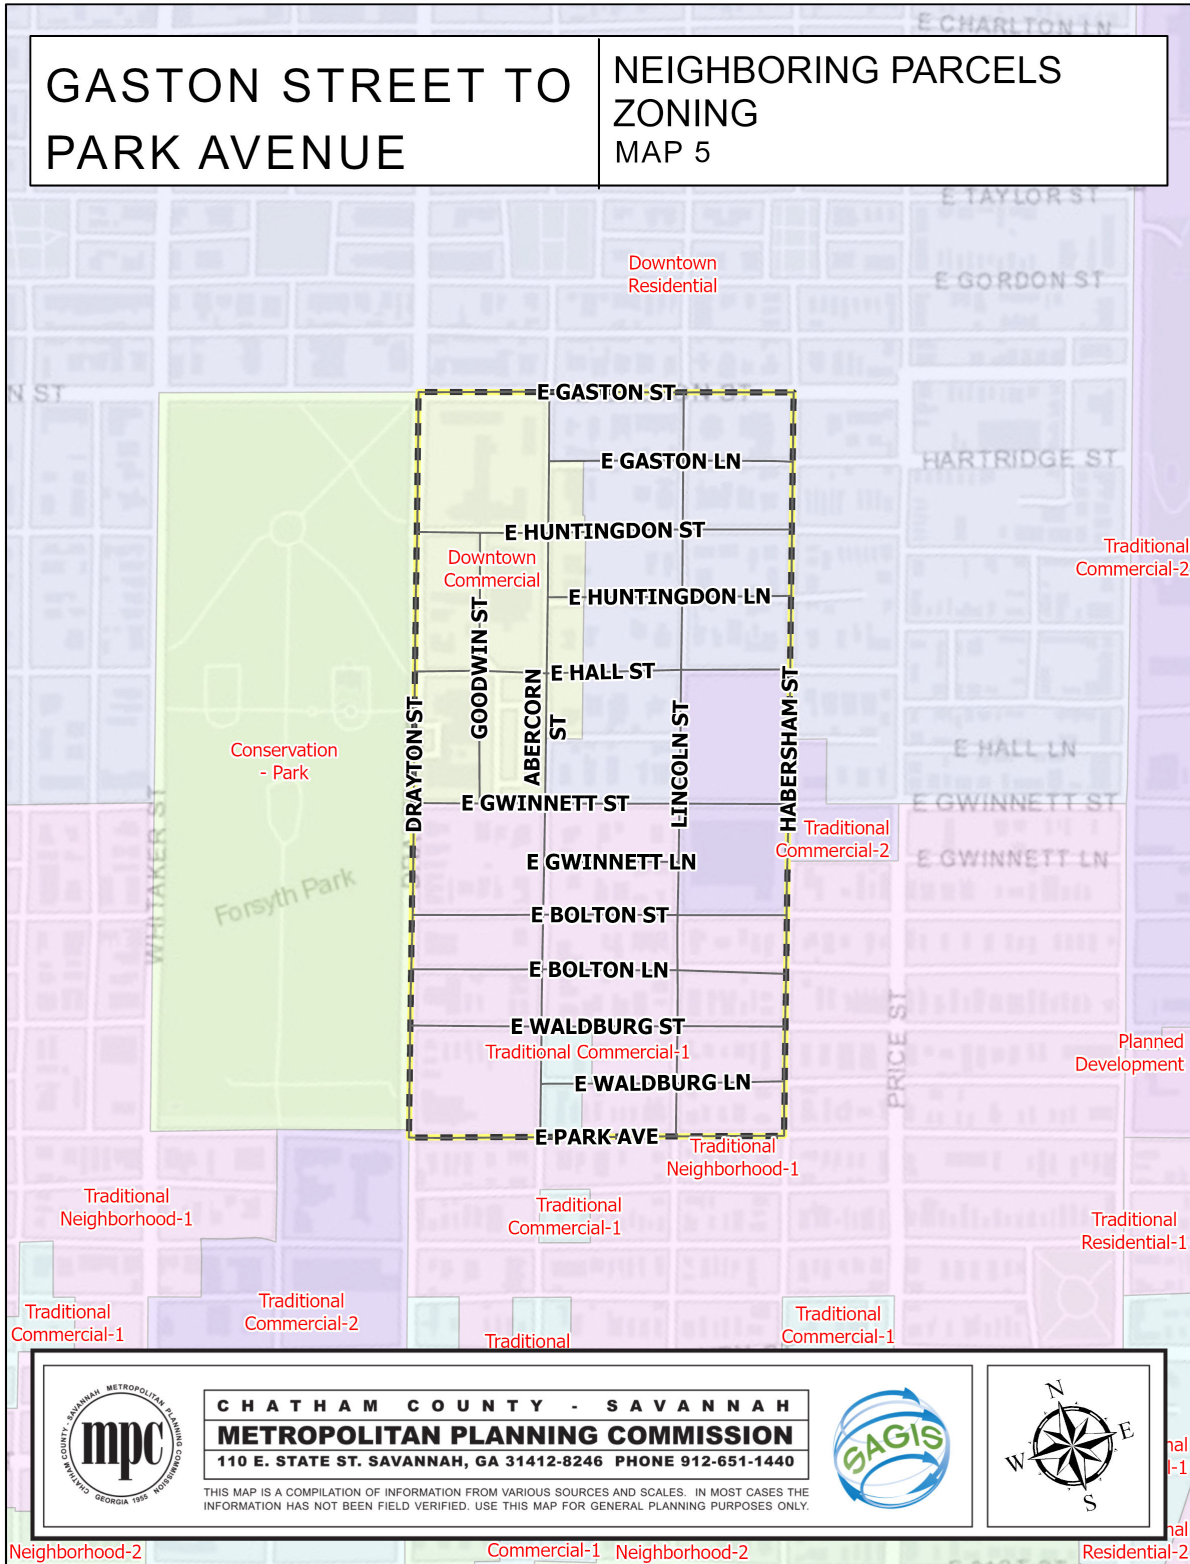 E CHARLTON LN
GASTON STREET TO
PARK AVENUE
NEIGHBORING PARCELS
ZONING
MAP 5
E TAYLOR ST
Downtown
Residential
E GORDON ST
N ST
E GASTON ST
N ST
E GASTON LN
HARTRIDGE ST
E HUNTINGDON ST
Downtown
Commercial
Traditional
Commercial-2
E HUNTINGDON LN
GOODWIN ST
E HALL ST
ABERCORN
ST
DRAYTON ST
LINCOLN ST
HABERSHAM ST
Conservation
- Park
E HALL LN
E GWINNETT ST
E GWINNETT ST
WHITAKER ST
Traditional
Commercial-2
E GWINNETT LN
E GWINNETT LN
Forsyth Park
E BOLTON ST
E BOLTON LN
E WALDBURG ST
Traditional Commercial-1
PRICE ST
Planned
Development
E WALDBURG LN
E PARK AVE
Traditional
Neighborhood-1
Traditional
Neighborhood-1
Traditional
Commercial-1
Traditional
Residential-1
Traditional
Commercial-1
Traditional
Commercial-2
Traditional
Traditional
Commercial-1
CHATHAM COUNTY - SAVANNAH
METROPOLITAN PLANNING COMMISSION
110 E. STATE ST. SAVANNAH, GA 31412-8246 PHONE 912-651-1440
THIS MAP IS A COMPILATION OF INFORMATION FROM VARIOUS SOURCES AND SCALES. IN MOST CASES THE
INFORMATION HAS NOT BEEN FIELD VERIFIED. USE THIS MAP FOR GENERAL PLANNING PURPOSES ONLY.
CHATHAM COUNTY - SAVANNAH METROPOLITAN PLANNING COMMISSION
mpc
GEORGIA 1955
SAGIS
N
E
S
W
nal
l-1
nal
Residential-2
Neighborhood-2
Commercial-1
Neighborhood-2